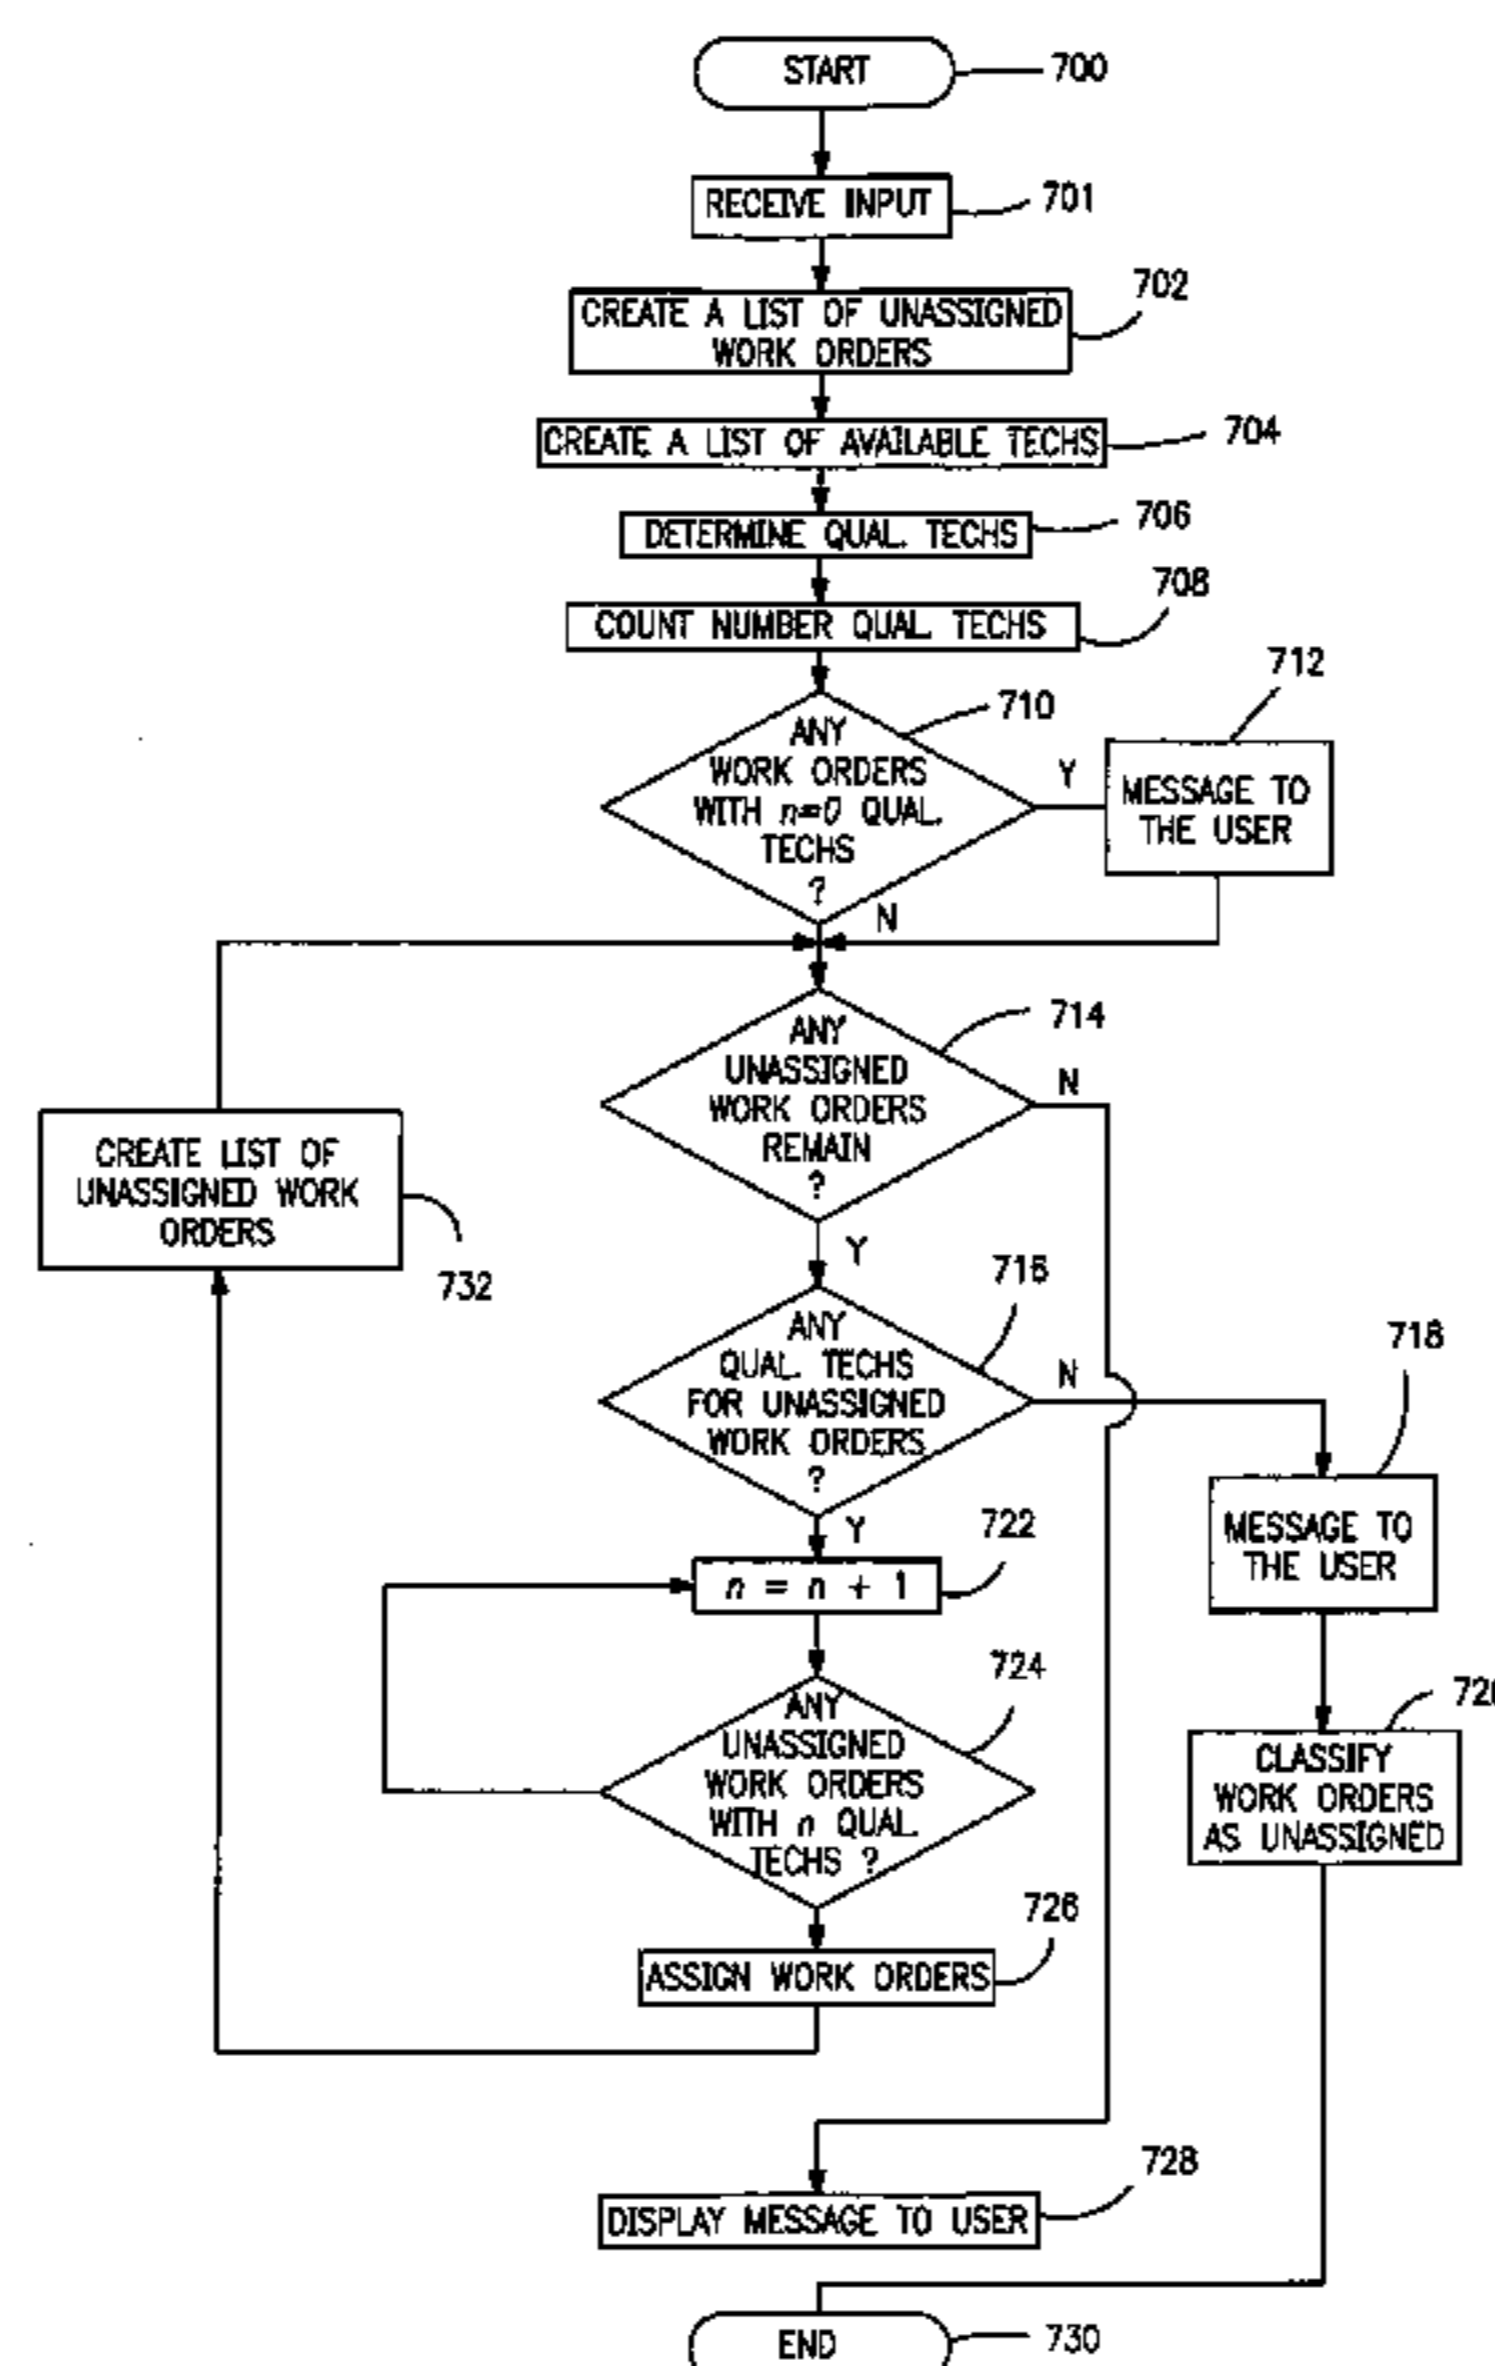 START
700
RECEIVE INPUT
701
702
CREATE A LIST OF UNASSIGNED
WORK ORDERS
CREATE A LIST OF AVAILABLE TECHS
704
DETERMINE QUAL. TECHS
706
708
COUNT NUMBER QUAL. TECHS
712
710
ANY
WORK ORDERS
WITH n=0 QUAL.
TECHS
?
Y
MESSAGE TO
THE USER
N
714
ANY
UNASSIGNED
WORK ORDERS
REMAIN
?
N
CREATE LIST OF
UNASSIGNED WORK
ORDERS
732
Y
716
ANY
QUAL. TECHS
FOR UNASSIGNED
WORK ORDERS
?
N
718
MESSAGE TO
THE USER
Y
722
n = n + 1
724
ANY
UNASSIGNED
WORK ORDERS
WITH n QUAL.
TECHS ?
CLASSIFY
WORK ORDERS
AS UNASSIGNED
726
ASSIGN WORK ORDERS
728
DISPLAY MESSAGE TO USER
END
730